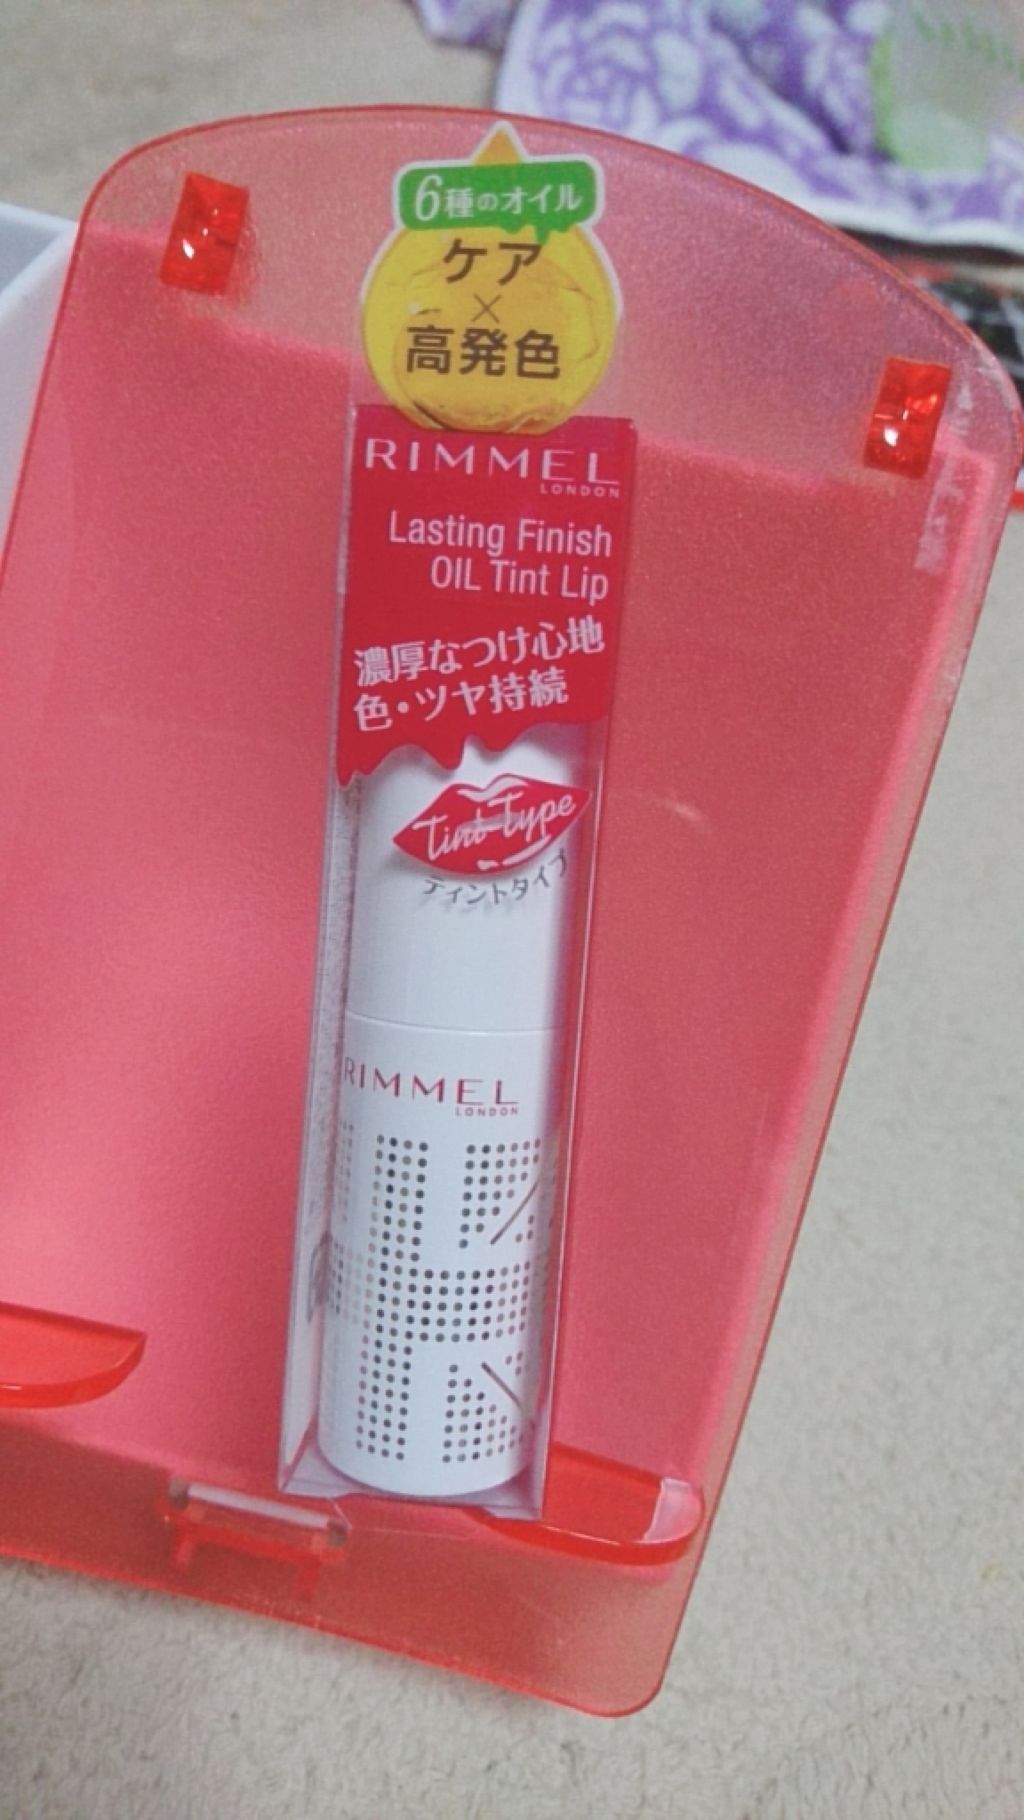 6種のオイル
ケア
×
高発色
RIMMEL
LONDON
Lasting Finish
OIL Tint Lip
濃厚なつけ心地
色・ツヤ持続
Tint Type
ティントタイプ
RIMMEL
LONDON